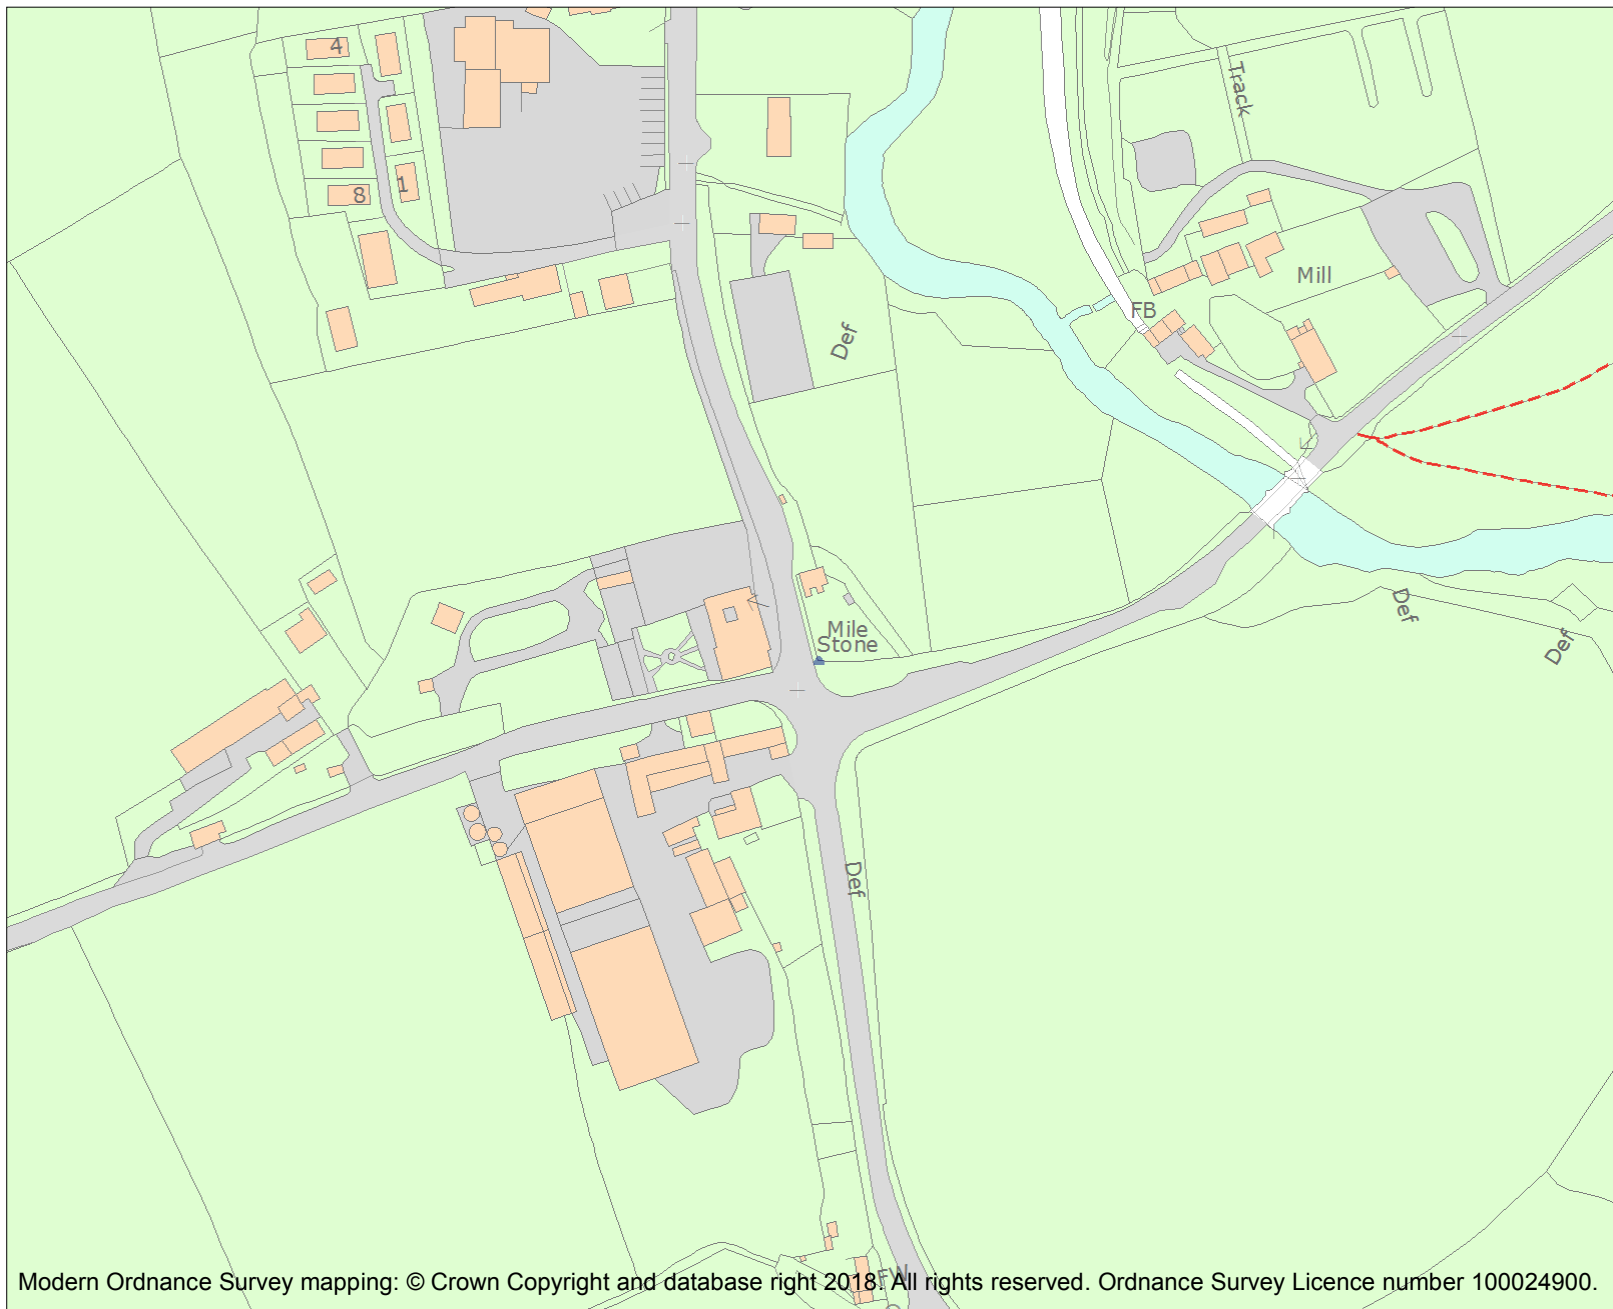 4
Track
1
8
Mill
FB
Def
Def
Mile
Stone
Def
Def
FW
Modern Ordnance Survey mapping: © Crown Copyright and database right 2018. All rights reserved. Ordnance Survey Licence number 100024900.